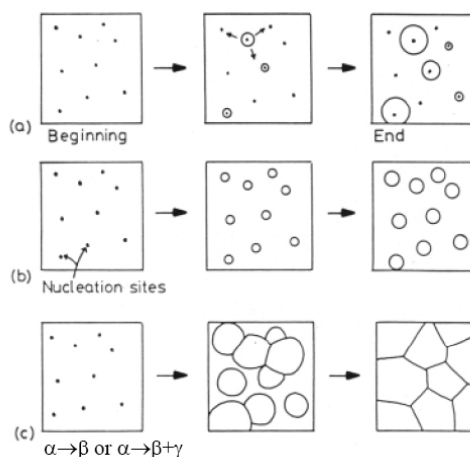 (a) Beginning End
(b)
Nucleation sites
(c)
α→β or α→β+γ